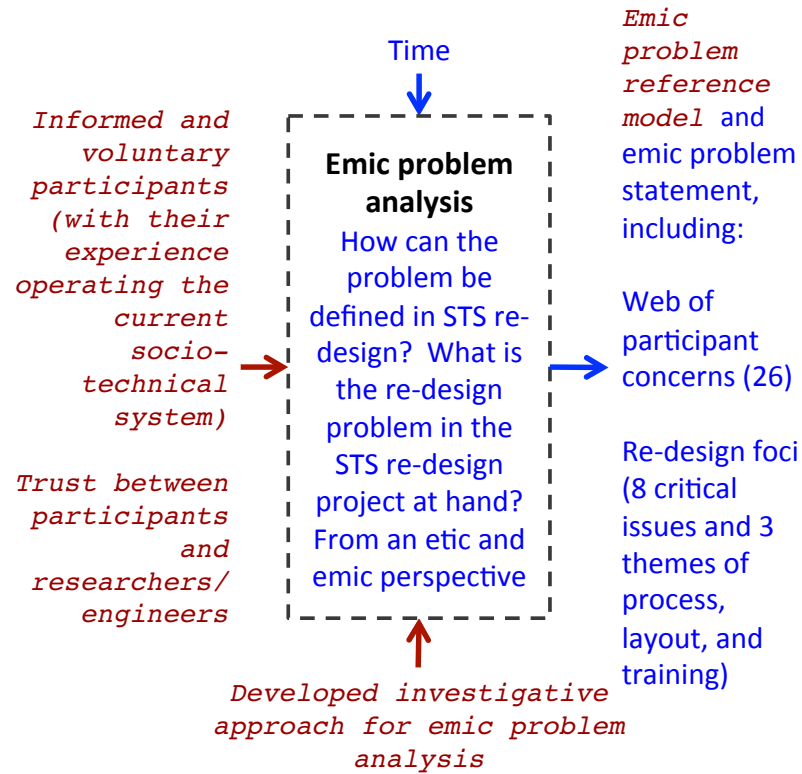 Time
Informed and
voluntary
participants
(with their
experience
operating the
current
socio-
technical
system)
Trust between
participants
and
researchers/
engineers
Emic problem
analysis
How can the
problem be
defined in STS re-
design?  What is
the re-design
problem in the
STS re-design
project at hand?
From an etic and
emic perspective
Developed investigative
approach for emic problem
analysis
Emic
problem
reference
model and
emic problem
statement,
including:
Web of
participant
concerns (26)
Re-design foci
(8 critical
issues and 3
themes of
process,
layout, and
training)